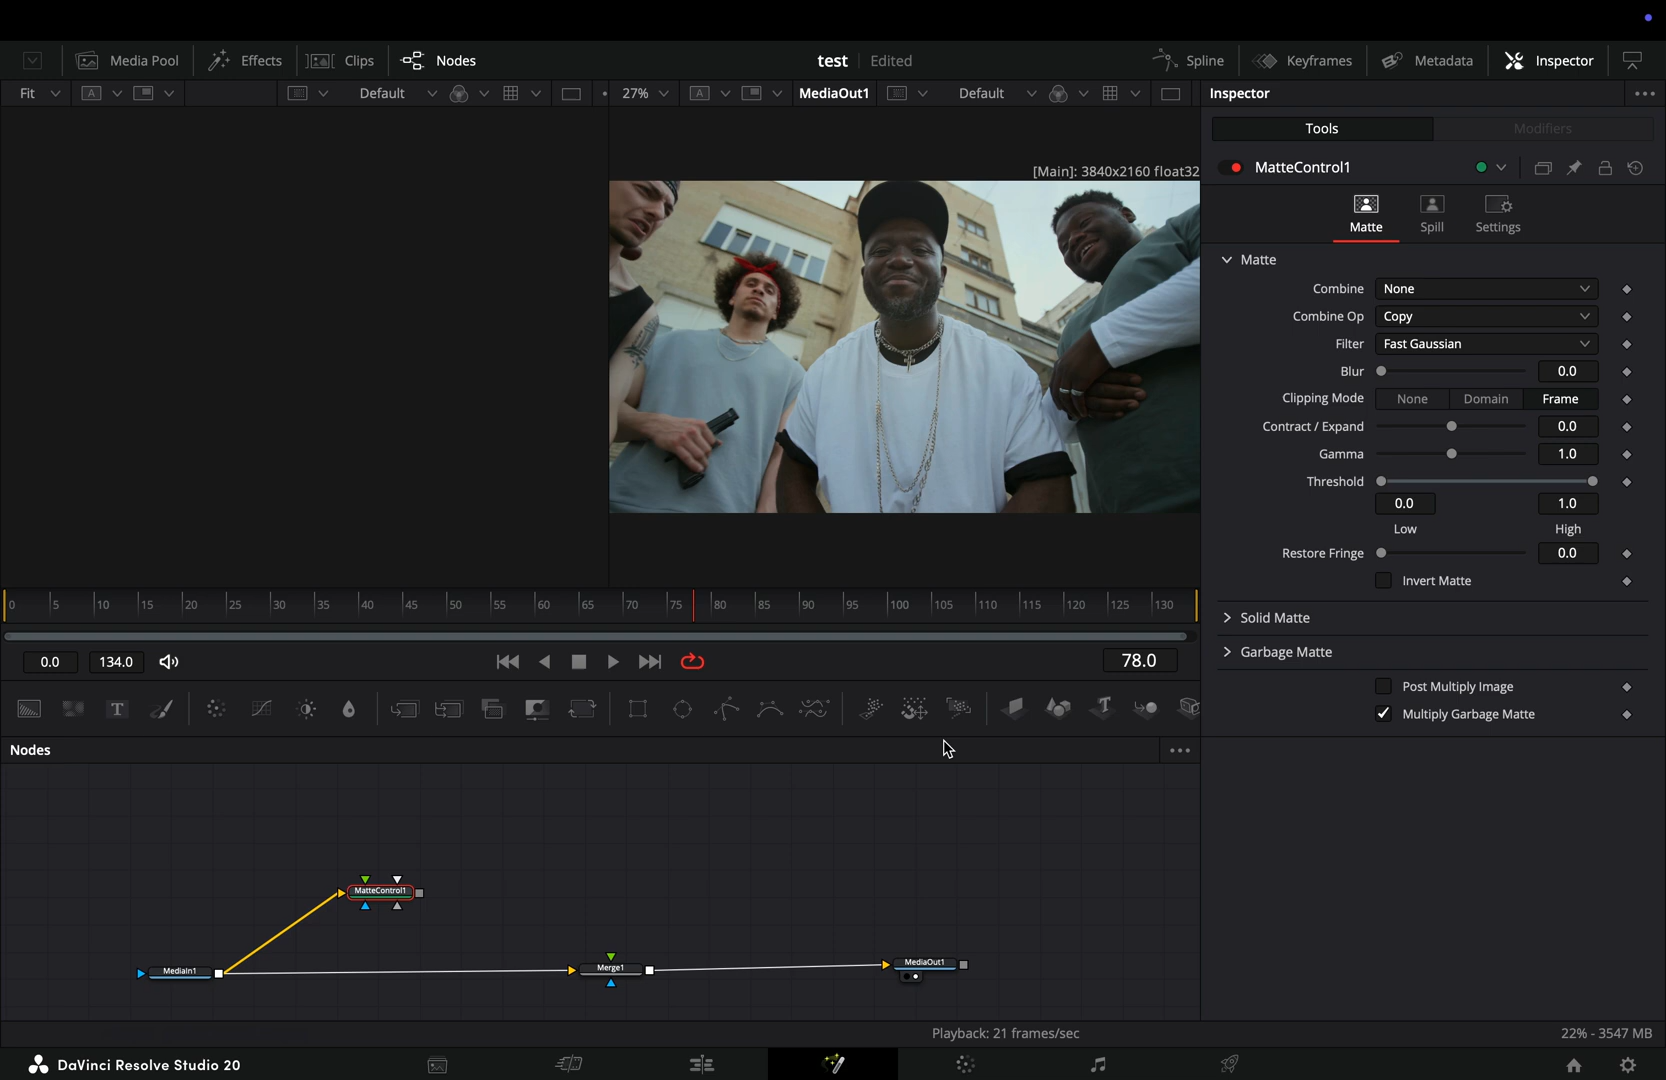 Media Pool
Effects
Clips
Nodes
test
Edited
Spline
Keyframes
Metadata
Inspector
Fit
A
Default
27%
A
MediaOut1
Default
Inspector
Tools
Modifiers
[Main]: 3840x2160 float32
MatteControl1
Matte
Spill
Settings
Matte
Combine
None
Combine Op
Copy
Filter
Fast Gaussian
Blur
0.0
Clipping Mode
None
Domain
Frame
Contract / Expand
0.0
Gamma
1.0
Threshold
0.0
1.0
Low
High
Restore Fringe
0.0
Invert Matte
Solid Matte
Garbage Matte
Post Multiply Image
Multiply Garbage Matte
0 5 10 15 20 25 30 35 40 45 50 55 60 65 70 75 80 85 90 95 100 105 110 115 120 125 130
0.0
134.0
78.0
T
T
Nodes
MatteControl1
MediaIn1
Merge1
MediaOut1
Playback: 21 frames/sec
22% - 3547 MB
DaVinci Resolve Studio 20